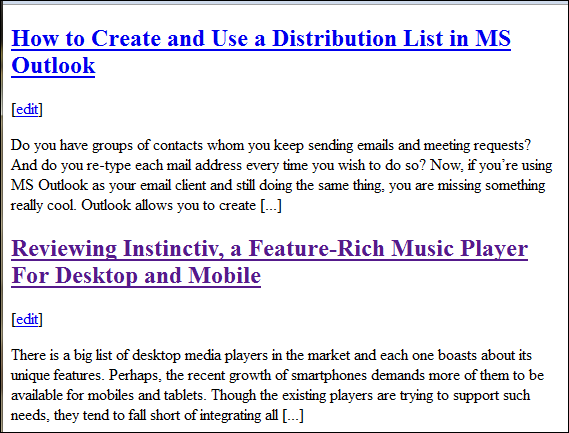 How to Create and Use a Distribution List in MS
Outlook
[edit]
Do you have groups of contacts whom you keep sending emails and meeting requests?
And do you re-type each mail address every time you wish to do so? Now, if you’re using
MS Outlook as your email client and still doing the same thing, you are missing something
really cool. Outlook allows you to create [...]
Reviewing Instinctiv, a Feature-Rich Music Player
For Desktop and Mobile
[edit]
There is a big list of desktop media players in the market and each one boasts about its
unique features. Perhaps, the recent growth of smartphones demands more of them to be
available for mobiles and tablets. Though the existing players are trying to support such
needs, they tend to fall short of integrating all [...]